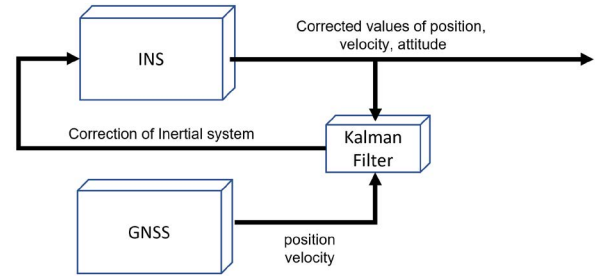 Corrected values of position,
velocity, attitude
INS
Correction of Inertial system
Kalman
Filter
GNSS
position
velocity